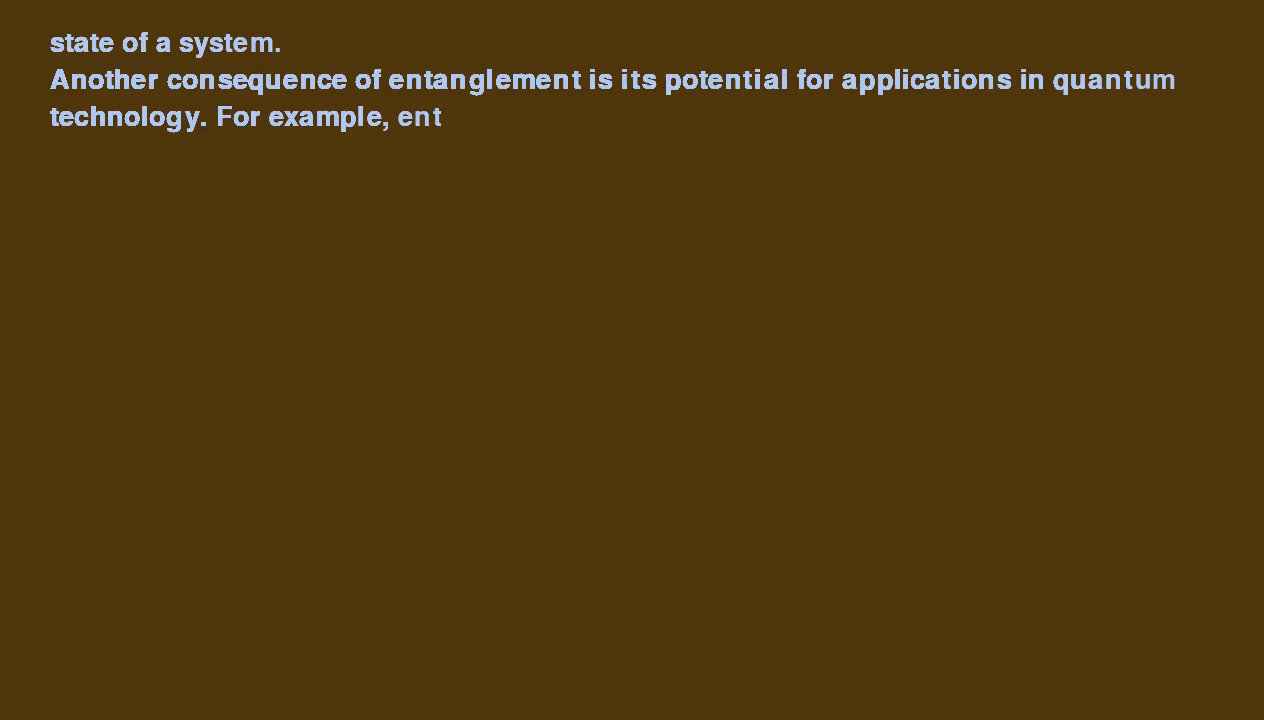 state of a system.
Another consequence of entanglement is its potential for applications in quantum
technology. For example, ent